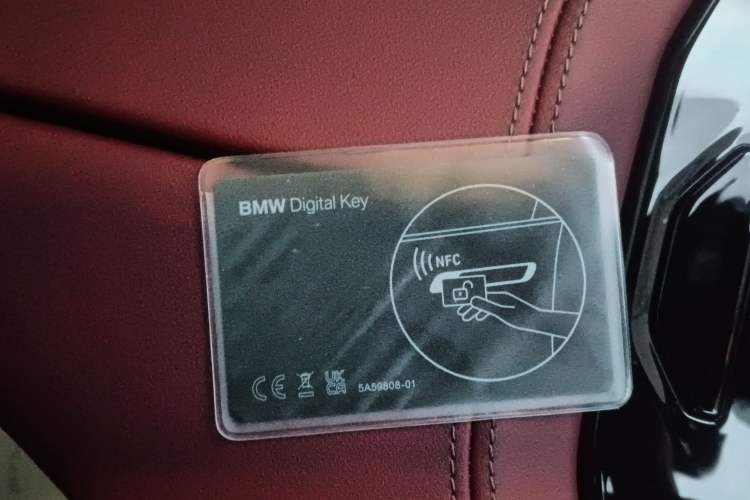 BMW Digital Key
NFC
CE UK CA 5A59808-01